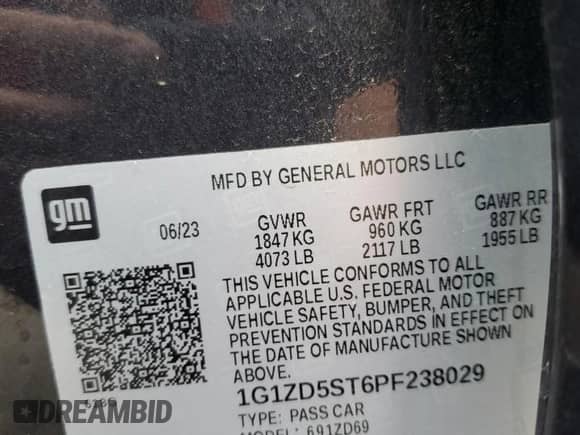 MFD BY GENERAL MOTORS LLC
gm
06/23
GVWR GAWR FRT GAWR RR
1847 KG 960 KG 887 KG
4073 LB 2117 LB 1955 LB
THIS VEHICLE CONFORMS TO ALL
APPLICABLE U.S. FEDERAL MOTOR
VEHICLE SAFETY, BUMPER, AND THEFT
PREVENTION STANDARDS IN EFFECT ON
THE DATE OF MANUFACTURE SHOWN
ABOVE.
1G1ZD5ST6PF238029
TYPE: PASS CAR
MODEL: 691ZD69
DREAMBID